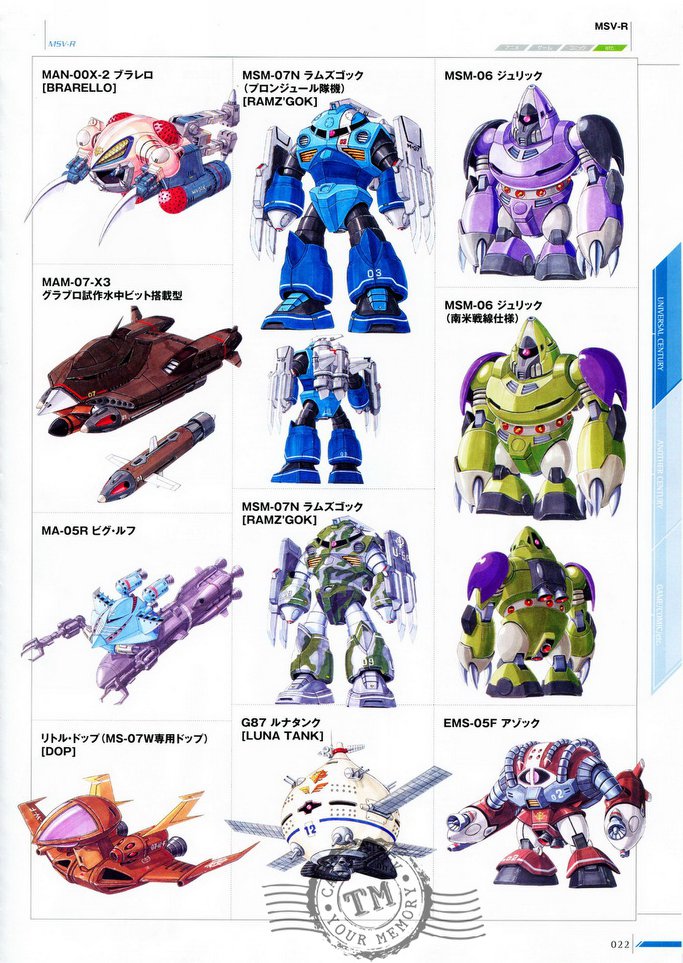 MSV-R
MSV-R
etc
MAN-00X-2 ブラレロ
[BRARELLO]
MAM-07-X3
グラブロ試作水中ビット搭載型
07
MA-05R ビグ・ルフ
リトル・ドップ(MS-07W専用ドップ)
[DOP]
MSM-07N ラムズゴック
(ブロンジュール隊機)
[RAMZ'GOK]
03
MSM-07N ラムズゴック
[RAMZ'GOK]
09
G87 ルナタンク
[LUNA TANK]
12
MSM-06 ジュリック
MSM-06 ジュリック
(南米戦線仕様)
EMS-05F アゾック
02
UNIVERSAL CENTURY
ANOTHER CENTURY
GAME/COMIC/etc.
TM
YOUR MEMORY
022